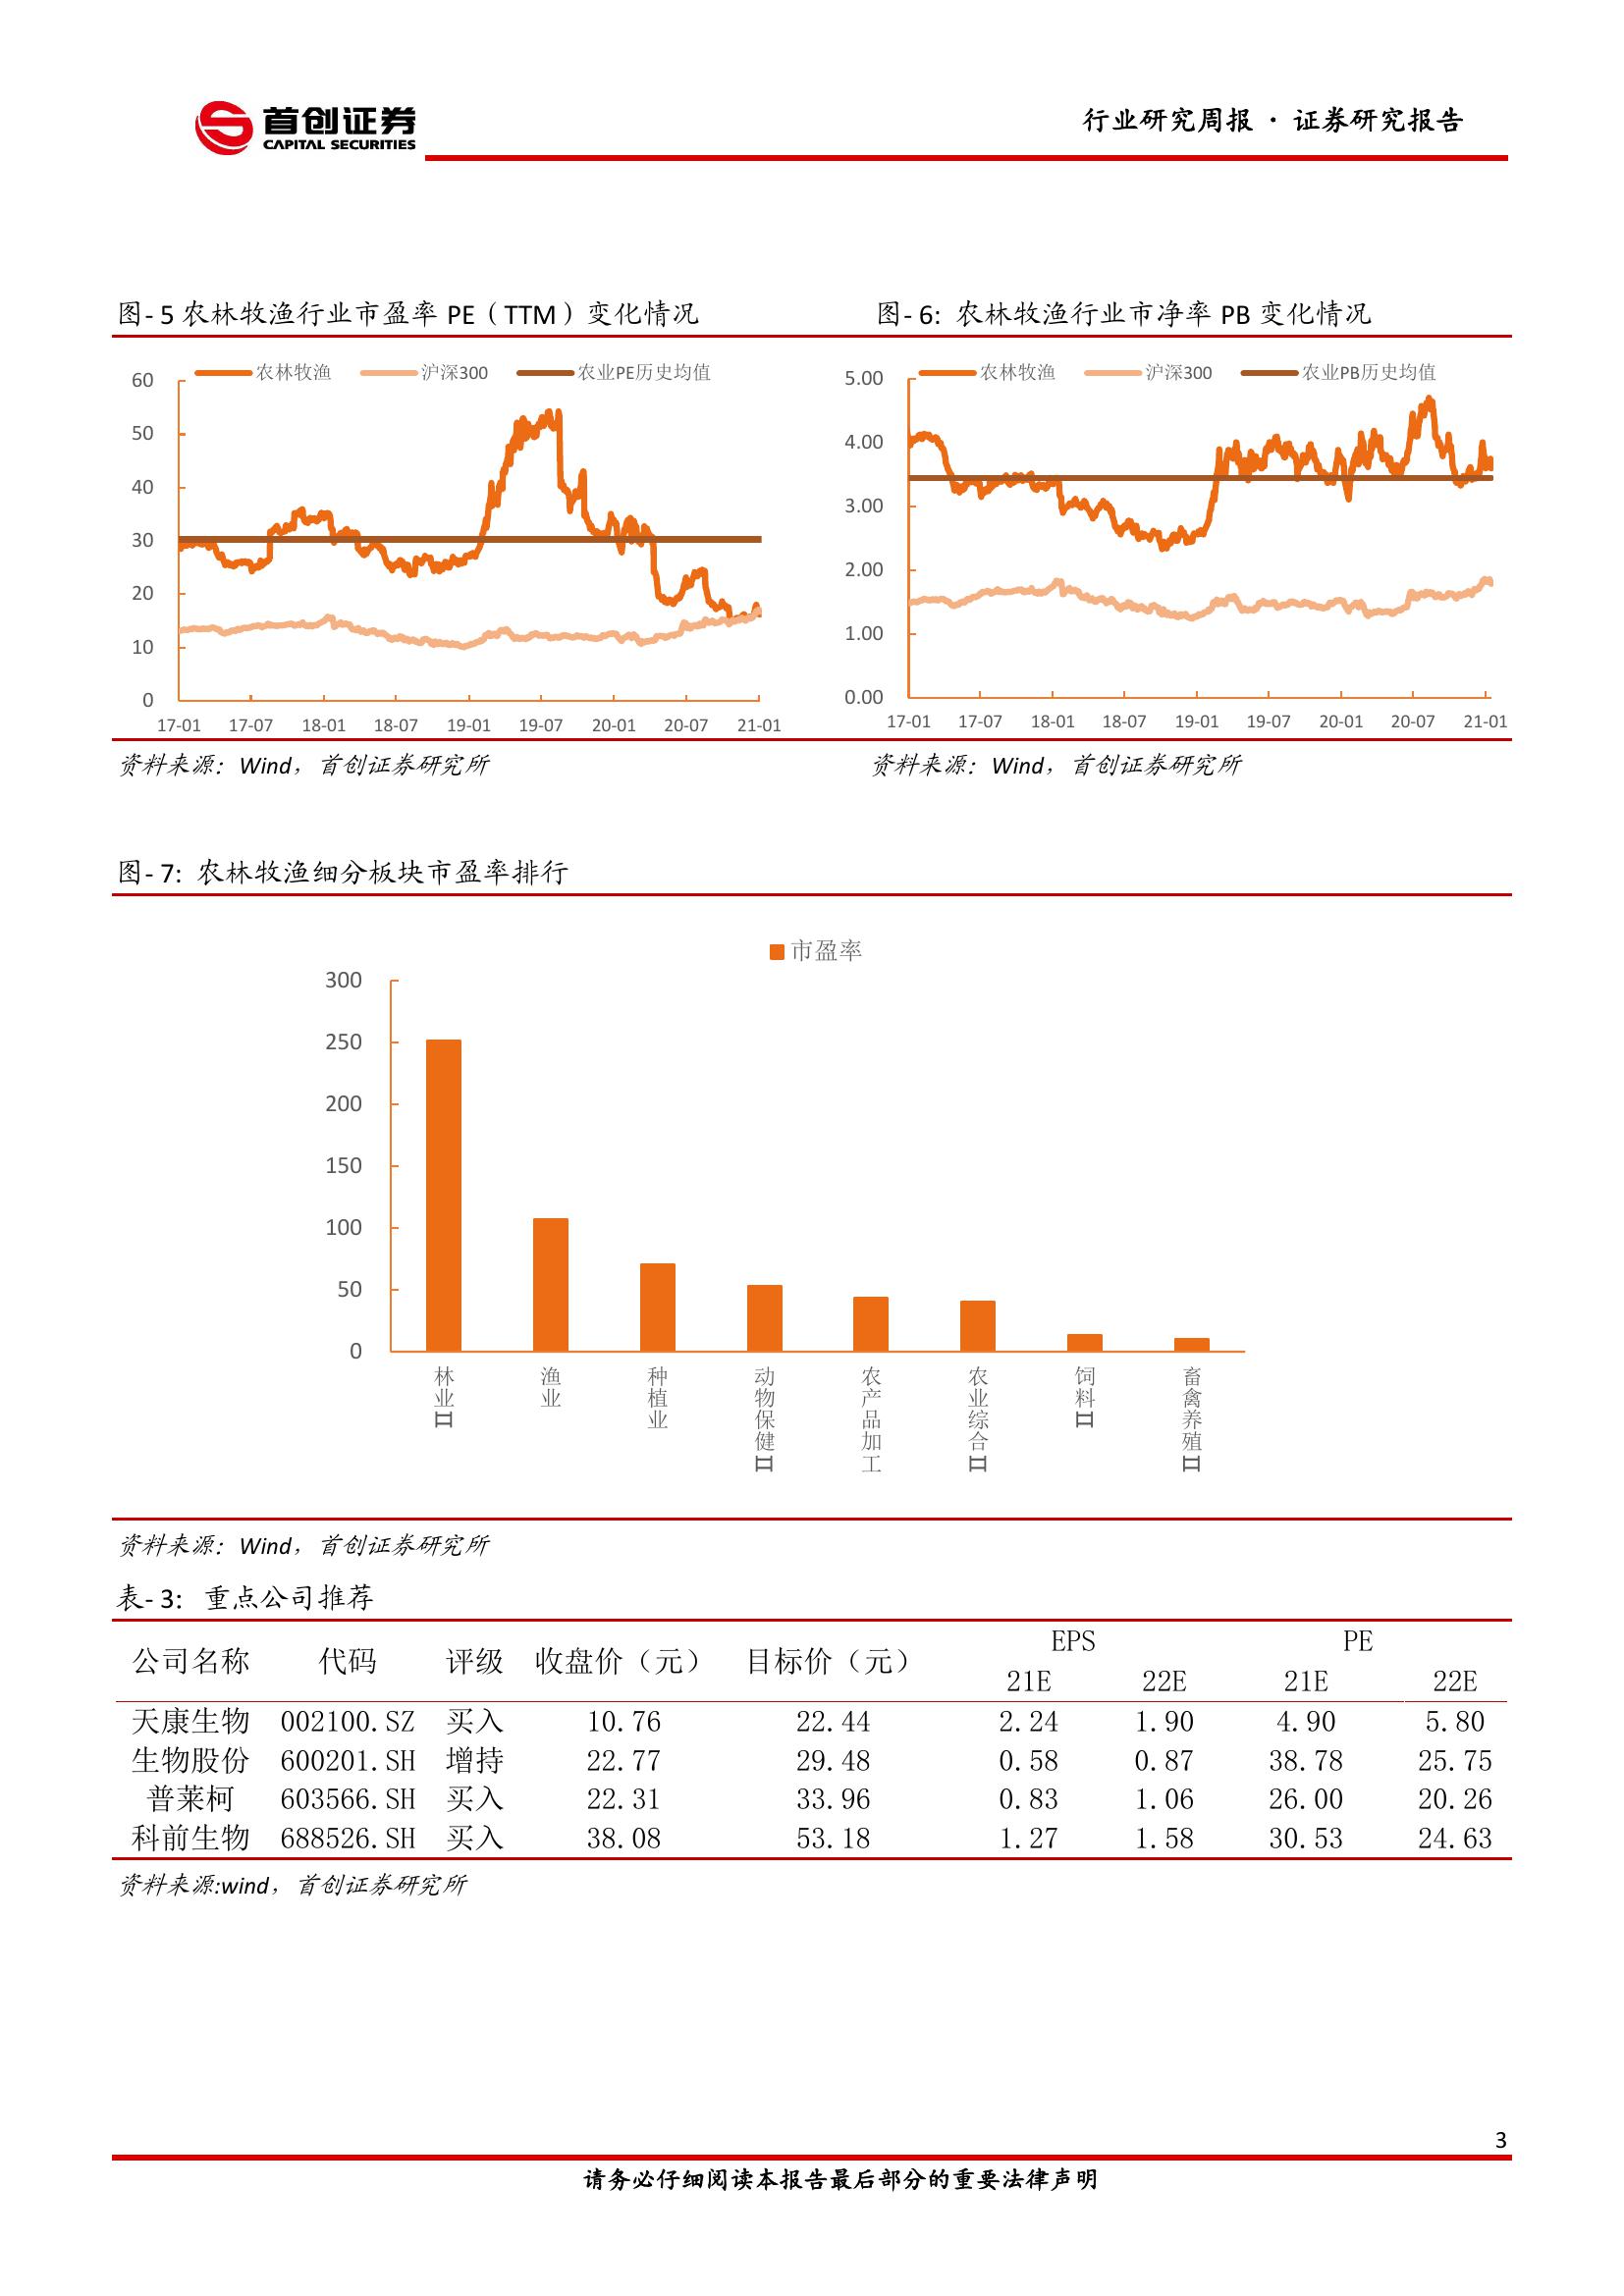 首创证券
CAPITAL SECURITIES
行业研究周报 · 证券研究报告
图- 5 农林牧渔行业市盈率 PE（TTM）变化情况
农林牧渔 沪深300 农业PE历史均值
60
50
40
30
20
10
0
17-01 17-07 18-01 18-07 19-01 19-07 20-01 20-07 21-01
资料来源：Wind，首创证券研究所
图- 6: 农林牧渔行业市净率 PB 变化情况
农林牧渔 沪深300 农业PB历史均值
5.00
4.00
3.00
2.00
1.00
0.00
17-01 17-07 18-01 18-07 19-01 19-07 20-01 20-07 21-01
资料来源：Wind，首创证券研究所
图- 7: 农林牧渔细分板块市盈率排行
市盈率
300
250
200
150
100
50
0
林业Ⅱ
渔业
种植业
动物保健Ⅱ
农产品加工
农业综合Ⅱ
饲料Ⅱ
畜禽养殖Ⅱ
资料来源：Wind，首创证券研究所
表- 3: 重点公司推荐
公司名称 代码 评级 收盘价（元） 目标价（元） EPS PE
21E 22E 21E 22E
天康生物 002100.SZ 买入 10.76 22.44 2.24 1.90 4.90 5.80
生物股份 600201.SH 增持 22.77 29.48 0.58 0.87 38.78 25.75
普莱柯 603566.SH 买入 22.31 33.96 0.83 1.06 26.00 20.26
科前生物 688526.SH 买入 38.08 53.18 1.27 1.58 30.53 24.63
资料来源:wind，首创证券研究所
3
请务必仔细阅读本报告最后部分的重要法律声明